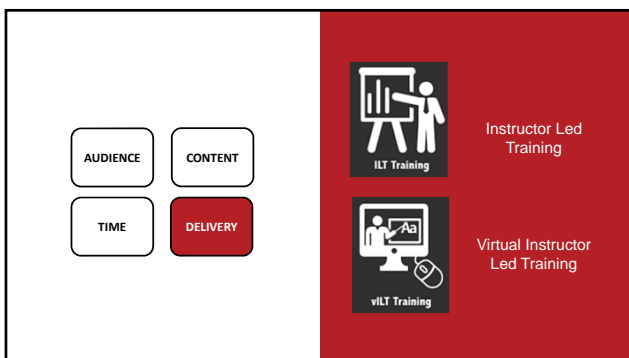 AUDIENCE
CONTENT
TIME
DELIVERY
ILT Training
Instructor Led
Training
Aa
vILT Training
Virtual Instructor
Led Training